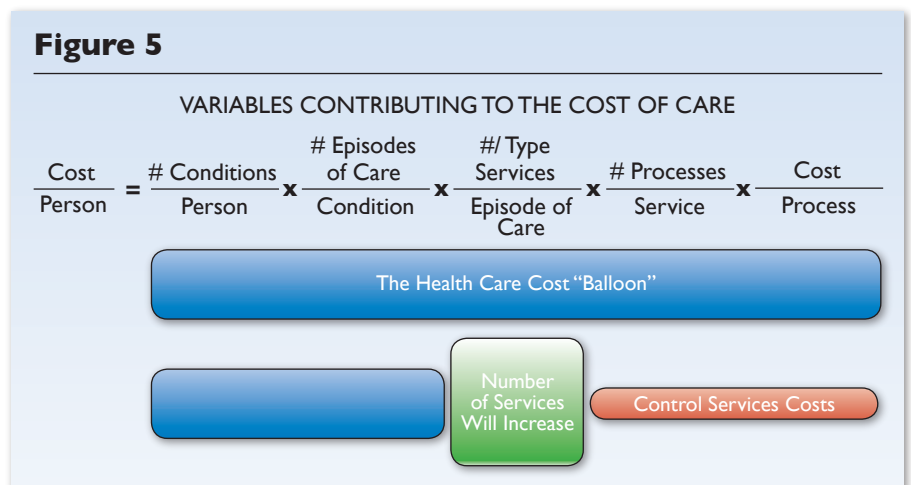 Figure 5
VARIABLES CONTRIBUTING TO THE COST OF CARE
Cost
Person
=
# Conditions
Person
x
# Episodes
of Care
Condition
x
#/ Type
Services
Episode of
Care
x
# Processes
Service
x
Cost
Process
The Health Care Cost “Balloon”
Number
of Services
Will Increase
Control Services Costs